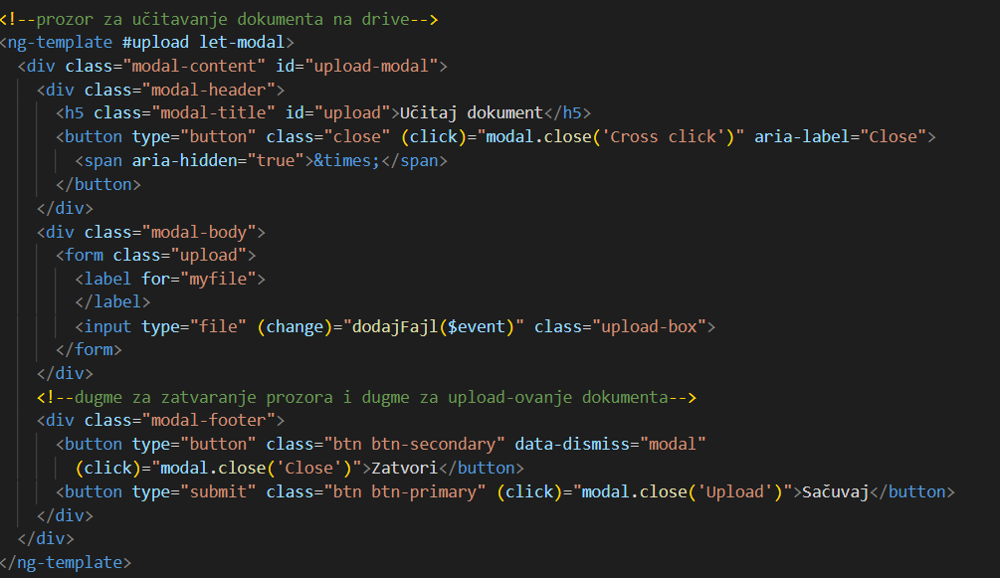 <!--prozor za učitavanje dokumenta na drive-->
<ng-template #upload let-modal>
  <div class="modal-content" id="upload-modal">
    <div class="modal-header">
      <h5 class="modal-title" id="upload">Učitaj dokument</h5>
      <button type="button" class="close" (click)="modal.close('Cross click')" aria-label="Close">
        <span aria-hidden="true">&times;</span>
      </button>
    </div>
    <div class="modal-body">
      <form class="upload">
        <label for="myfile">
        </label>
        <input type="file" (change)="dodajFajl($event)" class="upload-box">
      </form>
    </div>
    <!--dugme za zatvaranje prozora i dugme za upload-ovanje dokumenta-->
    <div class="modal-footer">
      <button type="button" class="btn btn-secondary" data-dismiss="modal"
        (click)="modal.close('Close')">Zatvori</button>
      <button type="submit" class="btn btn-primary" (click)="modal.close('Upload')">Sačuvaj</button>
    </div>
  </div>
</ng-template>